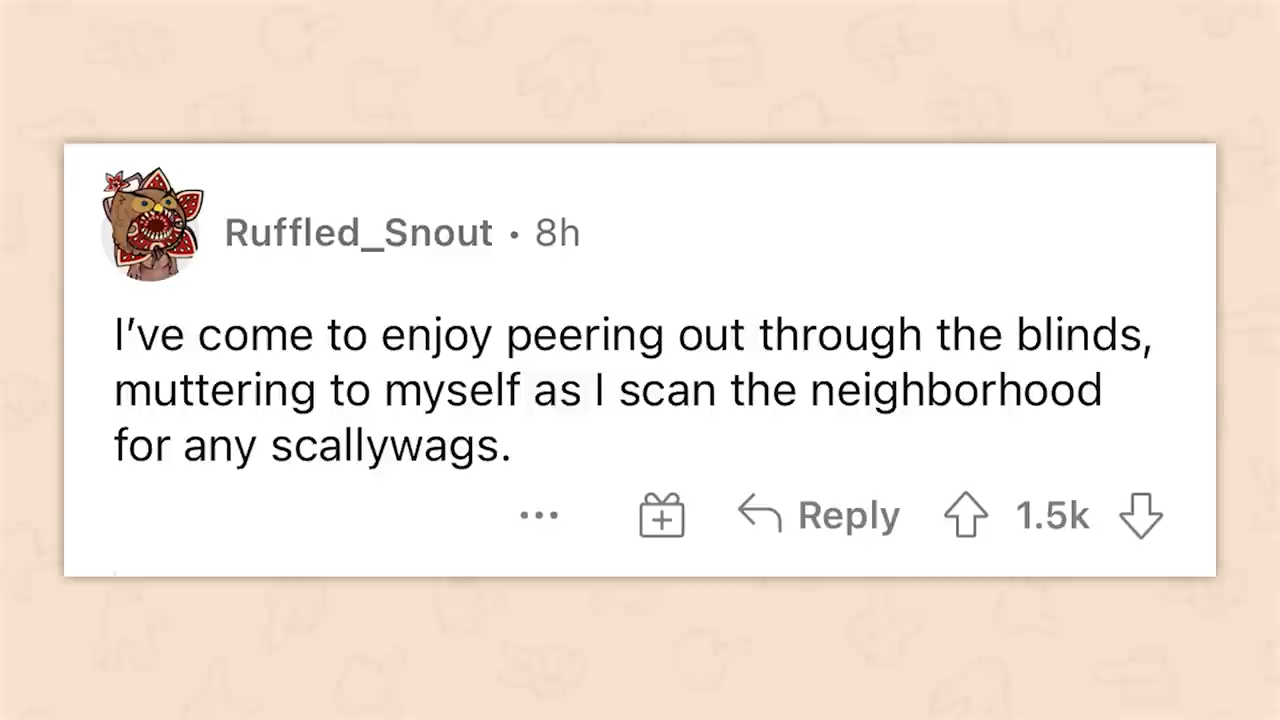 Ruffled_Snout · 8h
I’ve come to enjoy peering out through the blinds,
muttering to myself as I scan the neighborhood
for any scallywags.
... Reply 1.5k